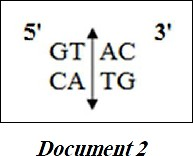 5' 3'
GT AC
CA TG
Document 2